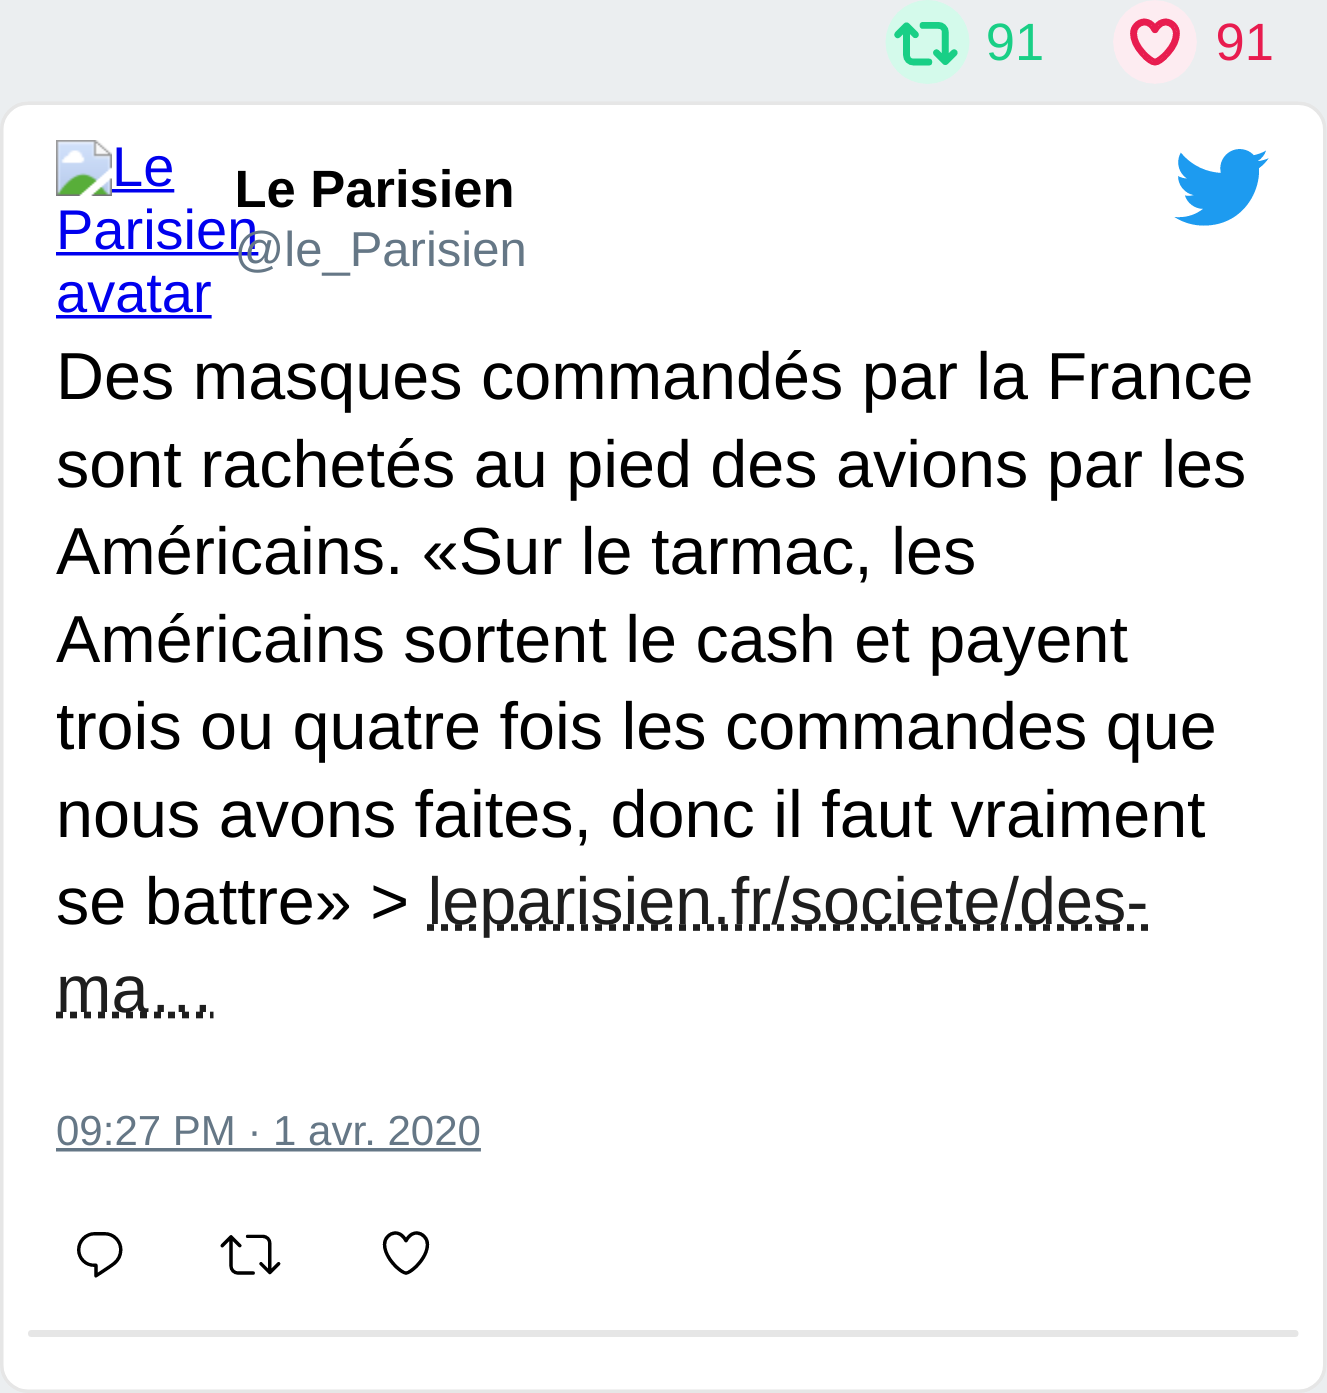 91 91
Le
Parisien
avatar
Le Parisien
@le_Parisien
Des masques commandés par la France
sont rachetés au pied des avions par les
Américains. «Sur le tarmac, les
Américains sortent le cash et payent
trois ou quatre fois les commandes que
nous avons faites, donc il faut vraiment
se battre» > leparisien.fr/societe/des-
ma…
09:27 PM · 1 avr. 2020